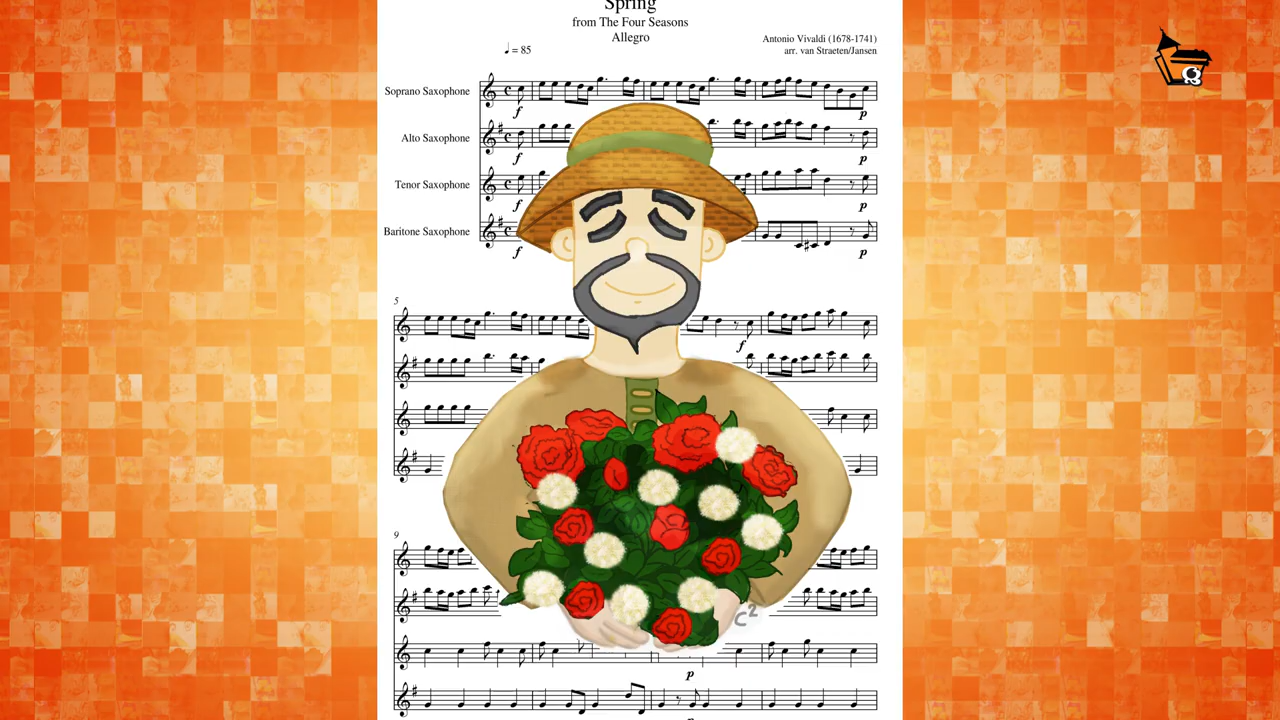 Spring
from The Four Seasons
Allegro
♩ = 85
Antonio Vivaldi (1678-1741)
arr. van Straeten/Jansen
Soprano Saxophone
f
p
Alto Saxophone
f
p
Tenor Saxophone
f
p
Baritone Saxophone
f
p
5
f
9
p
C2